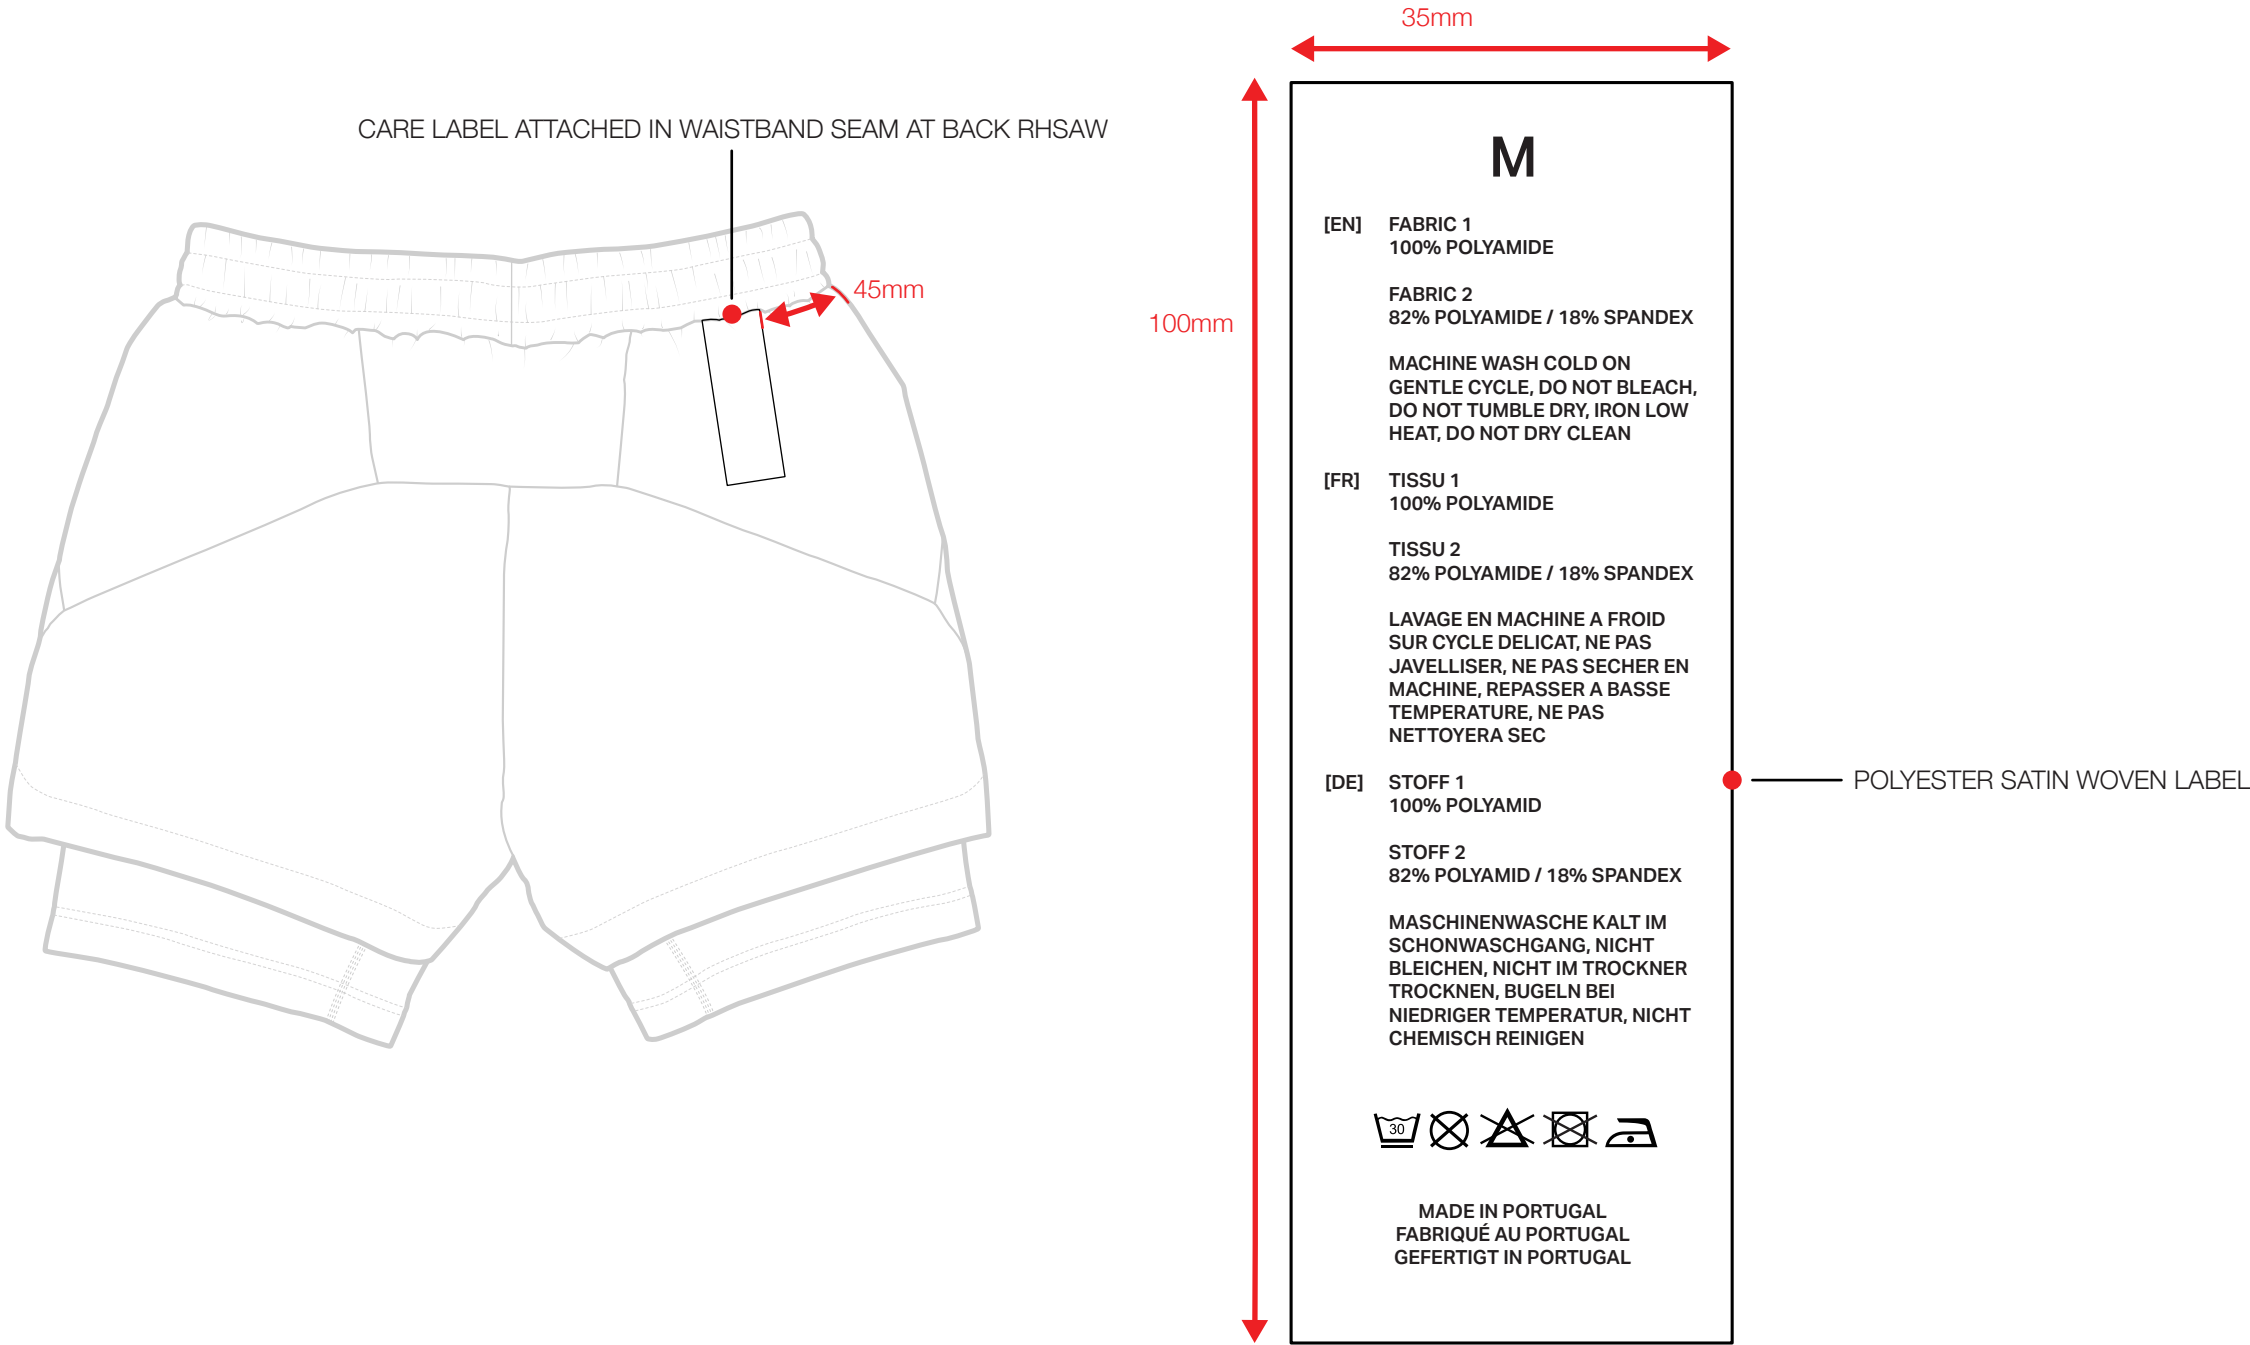 CARE LABEL ATTACHED IN WAISTBAND SEAM AT BACK RHSAW
45mm
35mm
100mm
M
[EN] FABRIC 1
100% POLYAMIDE
FABRIC 2
82% POLYAMIDE / 18% SPANDEX
MACHINE WASH COLD ON
GENTLE CYCLE, DO NOT BLEACH,
DO NOT TUMBLE DRY, IRON LOW
HEAT, DO NOT DRY CLEAN
[FR] TISSU 1
100% POLYAMIDE
TISSU 2
82% POLYAMIDE / 18% SPANDEX
LAVAGE EN MACHINE A FROID
SUR CYCLE DELICAT, NE PAS
JAVELLISER, NE PAS SECHER EN
MACHINE, REPASSER A BASSE
TEMPERATURE, NE PAS
NETTOYERA SEC
[DE] STOFF 1
100% POLYAMID
STOFF 2
82% POLYAMID / 18% SPANDEX
MASCHINENWASCHE KALT IM
SCHONWASCHGANG, NICHT
BLEICHEN, NICHT IM TROCKNER
TROCKNEN, BUGELN BEI
NIEDRIGER TEMPERATUR, NICHT
CHEMISCH REINIGEN
30
MADE IN PORTUGAL
FABRIQUÉ AU PORTUGAL
GEFERTIGT IN PORTUGAL
POLYESTER SATIN WOVEN LABEL